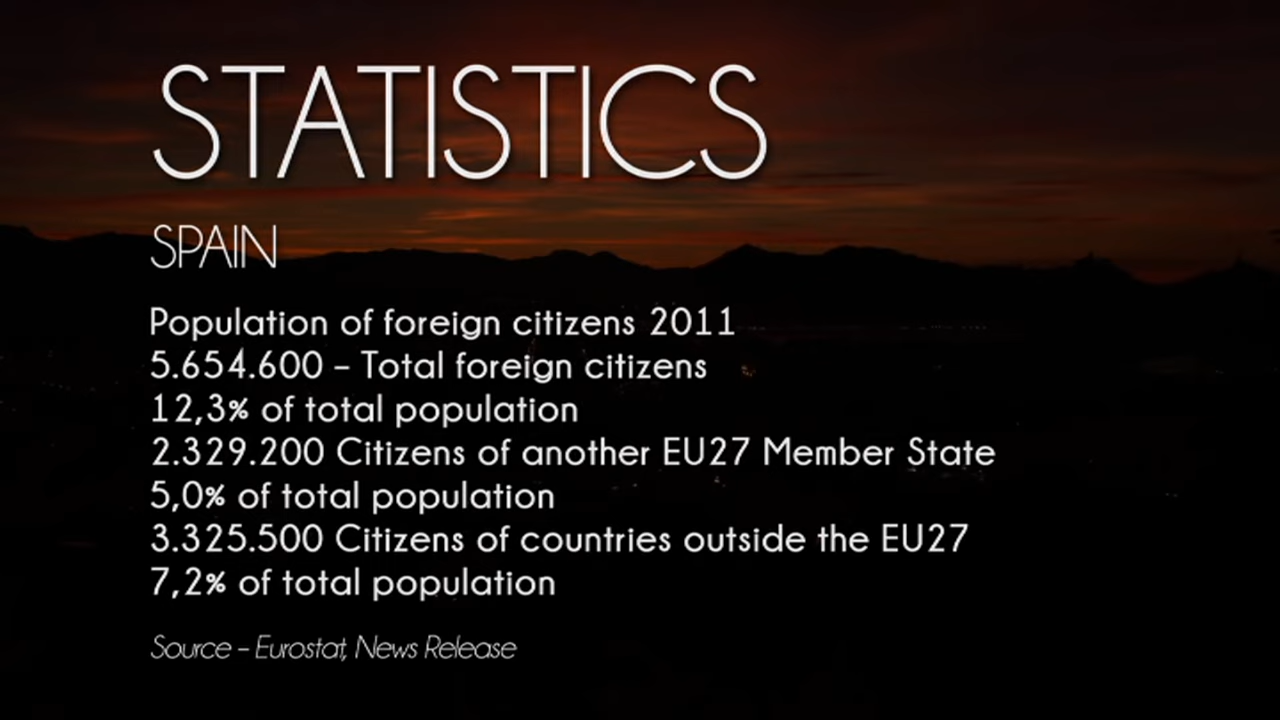 STATISTICS
SPAIN
Population of foreign citizens 2011
5.654.600 – Total foreign citizens
12,3% of total population
2.329.200 Citizens of another EU27 Member State
5,0% of total population
3.325.500 Citizens of countries outside the EU27
7,2% of total population
Source – Eurostat, News Release